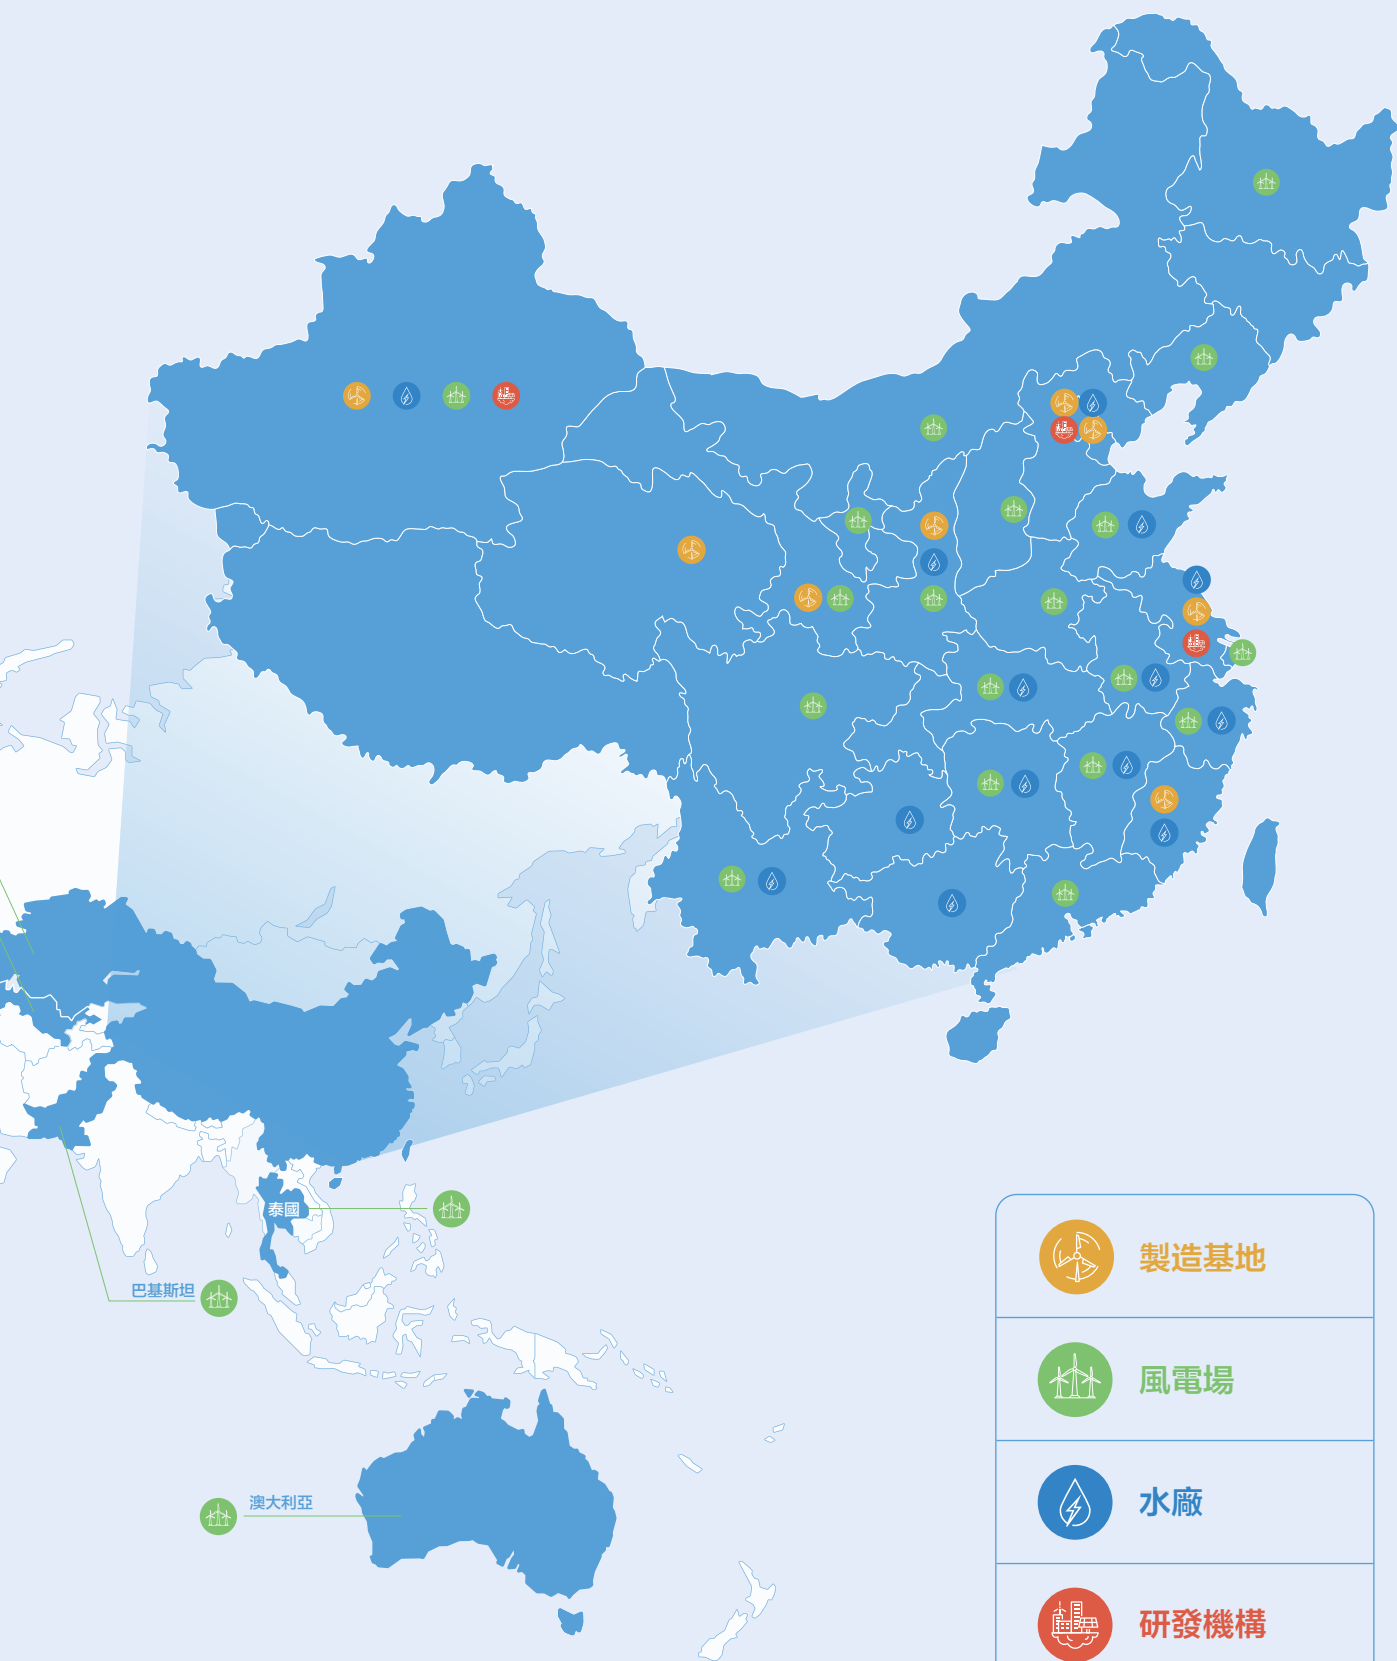 泰國
巴基斯坦
澳大利亞
製造基地
風電場
水廠
研發機構